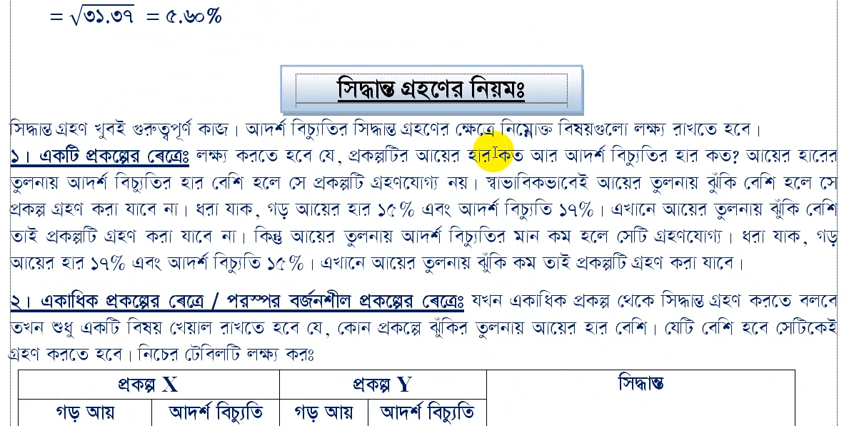 = √৩১.৩৭ = ৫.৬০%
সিদ্ধান্ত গ্রহণের নিয়মঃ
সিদ্ধান্ত গ্রহণ খুবই গুরুত্বপূর্ণ কাজ। আদর্শ বিচ্যুতির সিদ্ধান্ত গ্রহণের ক্ষেত্রে নিম্নোক্ত বিষয়গুলো লক্ষ্য রাখতে হবে।
১। একটি প্রকল্পের ৰেত্রেঃ লক্ষ্য করতে হবে যে, প্রকল্পটির আয়ের হার কত আর আদর্শ বিচ্যুতির হার কত? আয়ের হারের
তুলনায় আদর্শ বিচ্যুতির হার বেশি হলে সে প্রকল্পটি গ্রহণযোগ্য নয়। স্বাভাবিকভাবেই আয়ের তুলনায় ঝুঁকি বেশি হলে সে
প্রকল্প গ্রহণ করা যাবে না। ধরা যাক, গড় আয়ের হার ১৫% এবং আদর্শ বিচ্যুতি ১৭%। এখানে আয়ের তুলনায় ঝুঁকি বেশি
তাই প্রকল্পটি গ্রহণ করা যাবে না। কিন্তু আয়ের তুলনায় আদর্শ বিচ্যুতির মান কম হলে সেটি গ্রহণযোগ্য। ধরা যাক, গড়
আয়ের হার ১৭% এবং আদর্শ বিচ্যুতি ১৫%। এখানে আয়ের তুলনায় ঝুঁকি কম তাই প্রকল্পটি গ্রহণ করা যাবে।
২। একাধিক প্রকল্পের ৰেত্রে / পরস্পর বর্জনশীল প্রকল্পের ৰেত্রেঃ যখন একাধিক প্রকল্প থেকে সিদ্ধান্ত গ্রহণ করতে বলবে
তখন শুধু একটি বিষয় খেয়াল রাখতে হবে যে, কোন প্রকল্পে ঝুঁকির তুলনায় আয়ের হার বেশি। যেটি বেশি হবে সেটিকেই
গ্রহণ করতে হবে। নিচের টেবিলটি লক্ষ্য করঃ
প্রকল্প X প্রকল্প Y সিদ্ধান্ত
গড় আয় আদর্শ বিচ্যুতি গড় আয় আদর্শ বিচ্যুতি